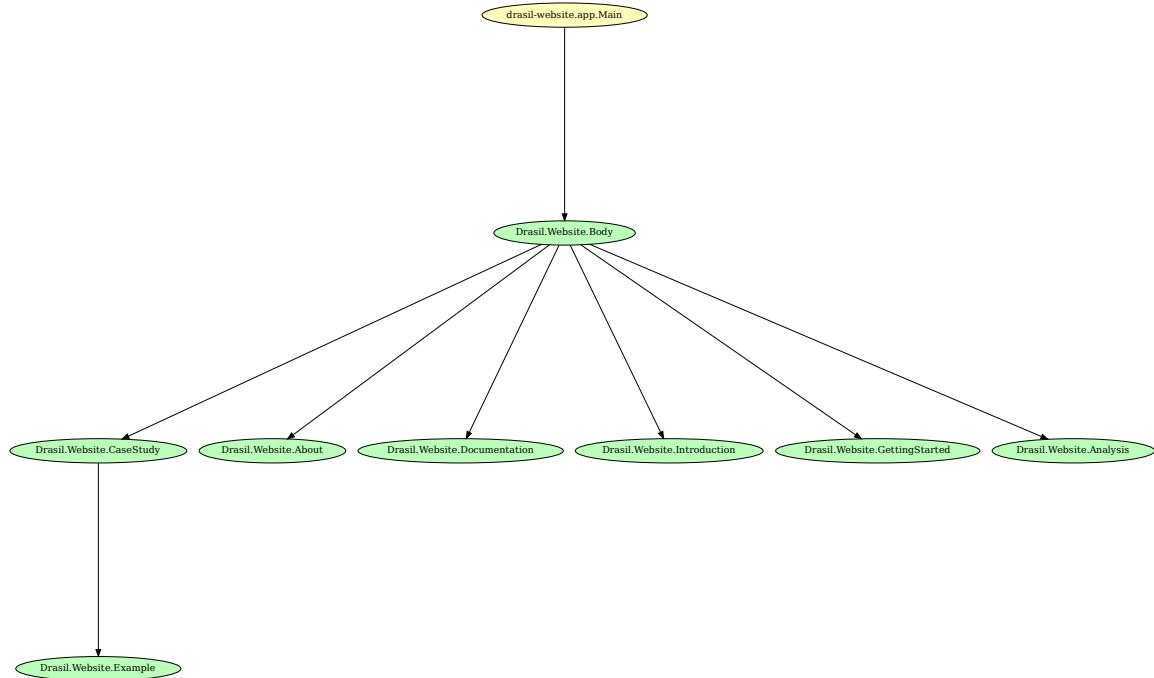 drasil-website.app.Main
Drasil.Website.Body
Drasil.Website.CaseStudy
Drasil.Website.About
Drasil.Website.Documentation
Drasil.Website.Introduction
Drasil.Website.GettingStarted
Drasil.Website.Analysis
Drasil.Website.Example